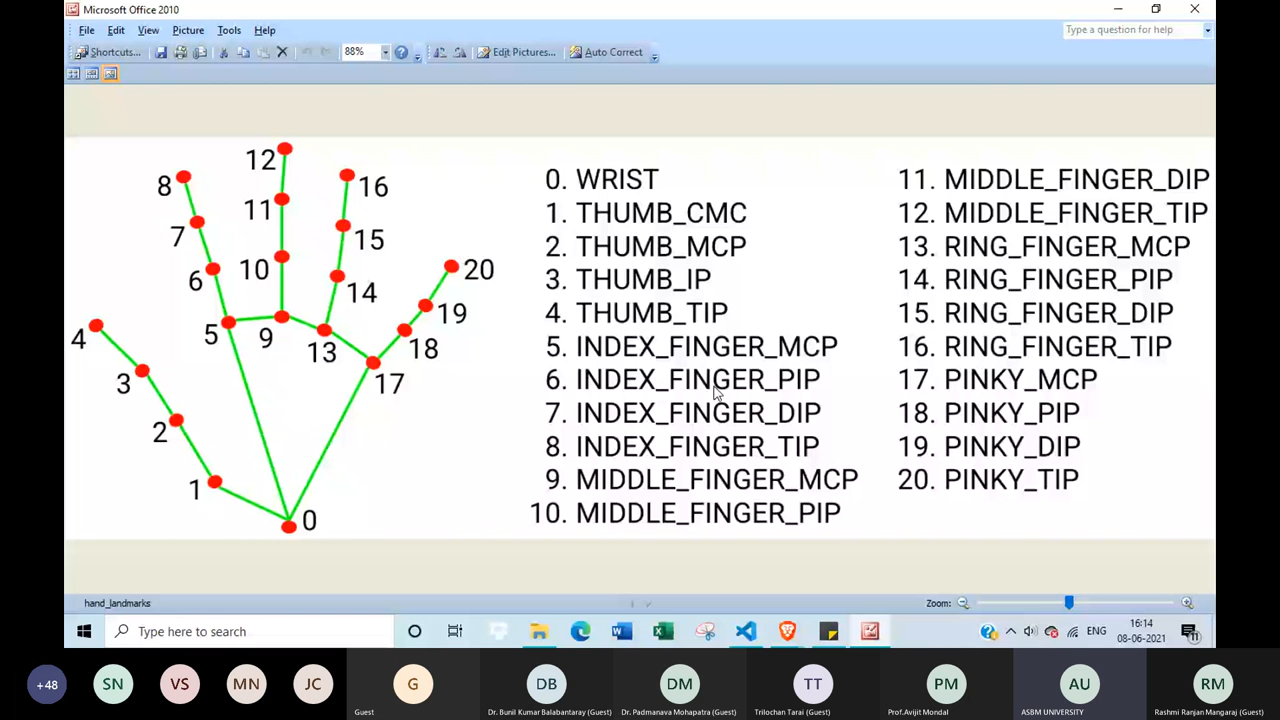 Microsoft Office 2010
File Edit View Picture Tools Help
Type a question for help
Shortcuts...
88%
Edit Pictures...
Auto Correct
12
8
16
11
15
7
10
20
6
14
19
5
9
4
13
18
3
17
2
1
0
0. WRIST
1. THUMB_CMC
2. THUMB_MCP
3. THUMB_IP
4. THUMB_TIP
5. INDEX_FINGER_MCP
6. INDEX_FINGER_PIP
7. INDEX_FINGER_DIP
8. INDEX_FINGER_TIP
9. MIDDLE_FINGER_MCP
10. MIDDLE_FINGER_PIP
11. MIDDLE_FINGER_DIP
12. MIDDLE_FINGER_TIP
13. RING_FINGER_MCP
14. RING_FINGER_PIP
15. RING_FINGER_DIP
16. RING_FINGER_TIP
17. PINKY_MCP
18. PINKY_PIP
19. PINKY_DIP
20. PINKY_TIP
hand_landmarks
Zoom:
Type here to search
ENG
16:14
08-06-2021
11
+48
SN
VS
MN
JC
G
Guest
DB
Dr. Bunil Kumar Balabantaray (Guest)
DM
Dr. Padmanava Mohapatra (Guest)
TT
Trilochan Tarai (Guest)
PM
Prof.Avijit Mondal
AU
ASBM UNIVERSITY
RM
Rashmi Ranjan Mangaraj (Guest)